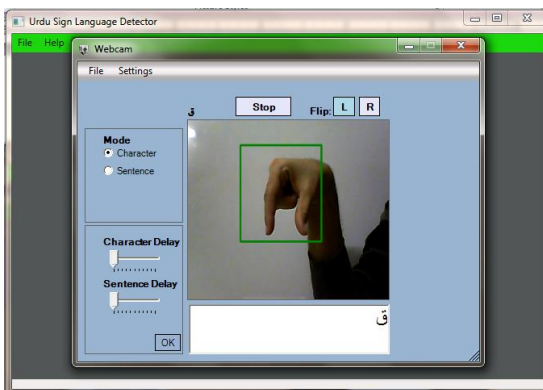 Urdu Sign Language Detector
File Help
Webcam
File Settings
ق Stop Flip: L R
Mode
Character
Sentence
Character Delay
Sentence Delay
OK
ق